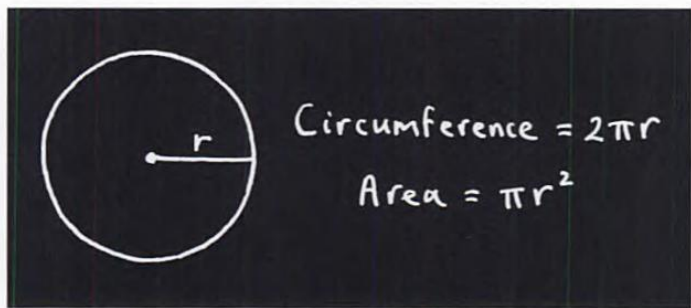 r
Circumference = 2πr
Area = πr²